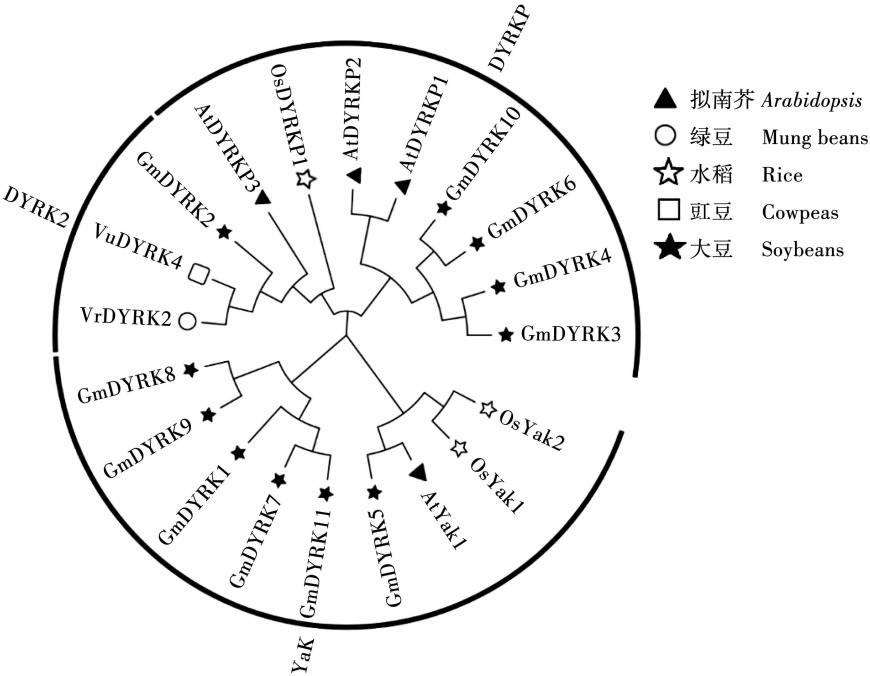 DYRKP
DYRK2
YaK
OsDYRKP1
AtDYRKP2
AtDYRKP1
GmDYRK10
GmDYRK6
GmDYRK4
GmDYRK3
OsYak2
OsYak1
AtYak1
GmDYRK5
GmDYRK11
GmDYRK7
GmDYRK1
GmDYRK9
GmDYRK8
VrDYRK2
VuDYRK4
GmDYRK2
AtDYRKP3
拟南芥 Arabidopsis
绿豆 Mung beans
水稻 Rice
豇豆 Cowpeas
大豆 Soybeans